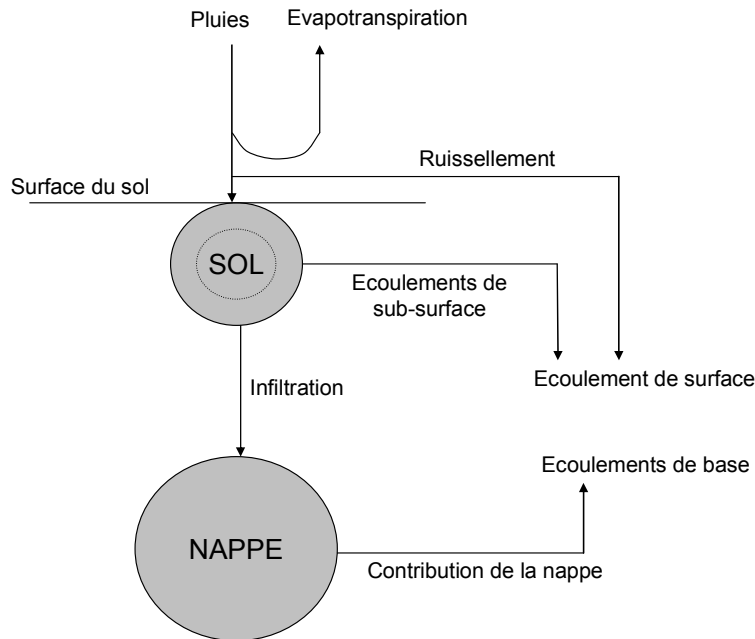 Pluies
Evapotranspiration
Ruissellement
Surface du sol
SOL
Ecoulements de
sub-surface
Ecoulement de surface
Infiltration
Ecoulements de base
NAPPE
Contribution de la nappe